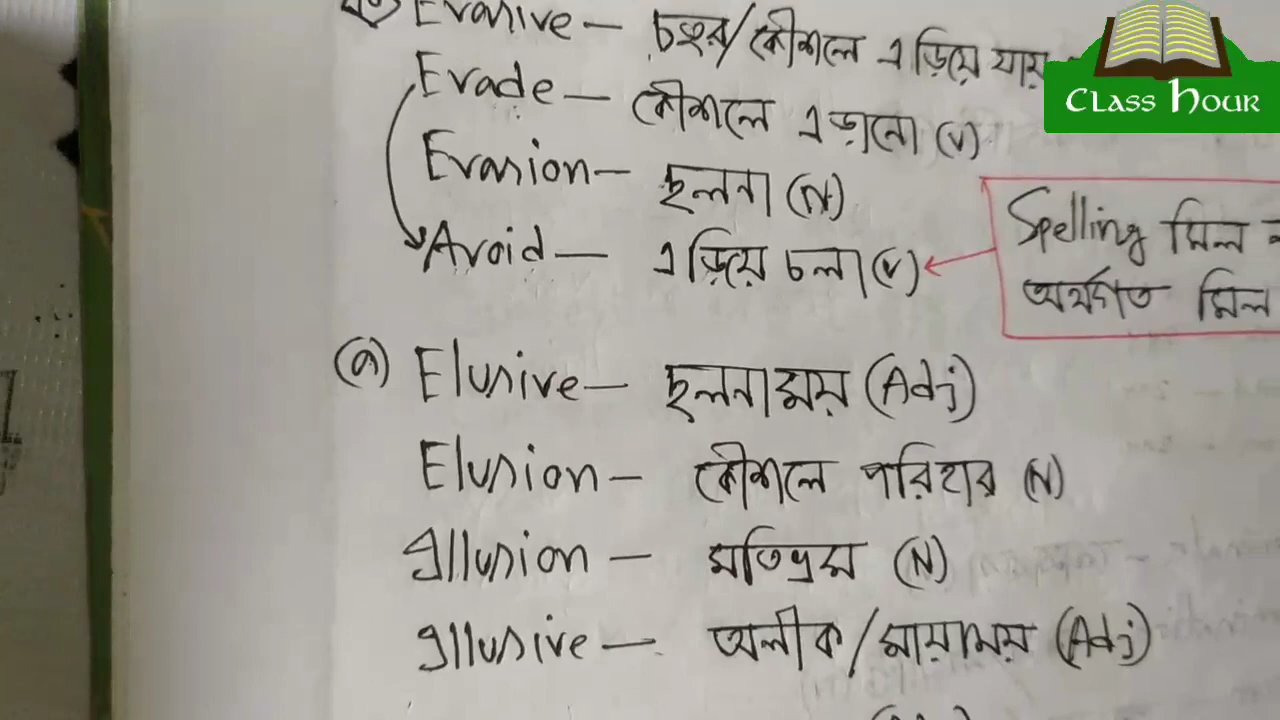 Evasive – চতুর/কৌশলে এড়িয়ে যায়
Evade – কৌশলে এড়ানো (V)
Evasion – ছলনা (N)
Avoid – এড়িয়ে চলা (V)
Spelling মিল
অর্থগত মিল
(৫) Elusive – ছলনাময় (Adj)
Elusion – কৌশলে পরিহার (N)
Illusion – মতিভ্রম (N)
Illusive – অলীক/মায়াময় (Adj)
CLASS HOUR